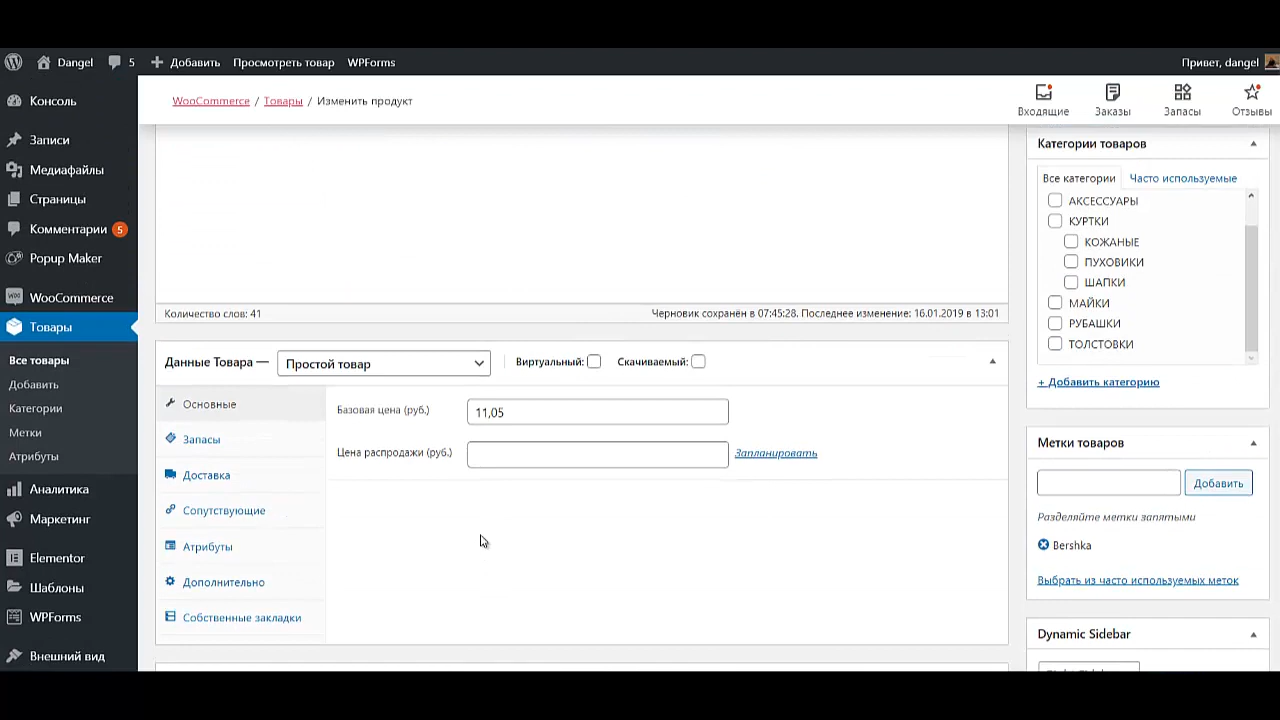 Dangel 5 Добавить Просмотреть товар WPForms Привет, dangel
Консоль
Записи
Медиафайлы
Страницы
Комментарии 5
Popup Maker
WooCommerce
Товары
Все товары
Добавить
Категории
Метки
Атрибуты
Аналитика
Маркетинг
Elementor
Шаблоны
WPForms
Внешний вид
WooCommerce / Товары / Изменить продукт
Входящие Заказы Запасы Отзывы
Количество слов: 41 Черновик сохранён в 07:45:28. Последнее изменение: 16.01.2019 в 13:01
Данные Товара — Простой товар Виртуальный: Скачиваемый:
Основные
Запасы
Доставка
Сопутствующие
Атрибуты
Дополнительно
Собственные закладки
Базовая цена (руб.) 11,05
Цена распродажи (руб.) Запланировать
Категории товаров
Все категории Часто используемые
АКСЕССУАРЫ
КУРТКИ
КОЖАНЫЕ
ПУХОВИКИ
ШАПКИ
МАЙКИ
РУБАШКИ
ТОЛСТОВКИ
+ Добавить категорию
Метки товаров
Добавить
Разделяйте метки запятыми
Bershka
Выбрать из часто используемых меток
Dynamic Sidebar